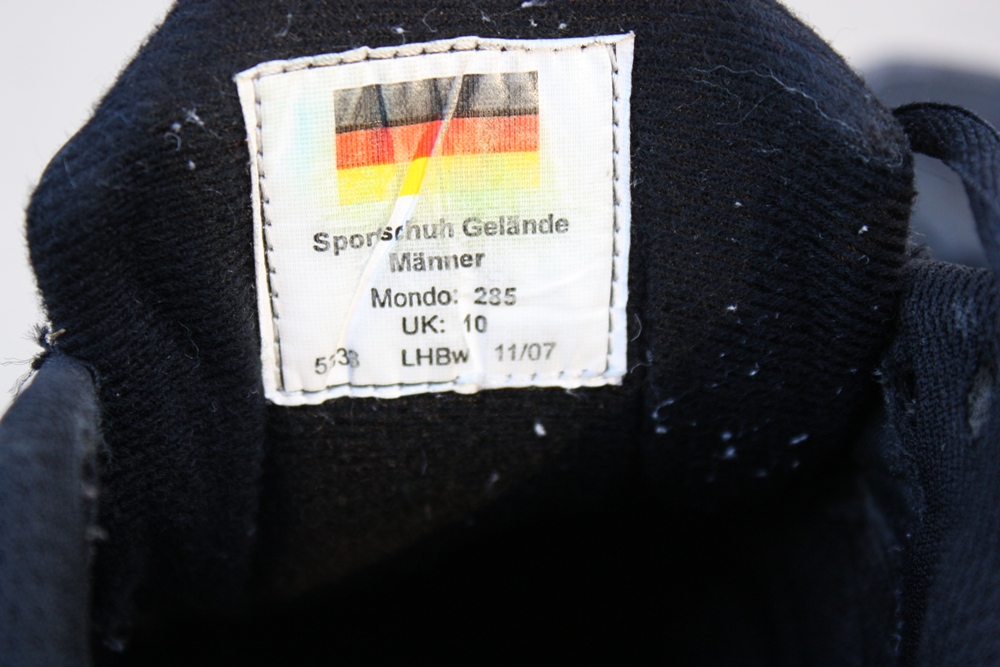 Sportschuh Gelände
Männer
Mondo: 285
UK: 10
LHBw 11/07